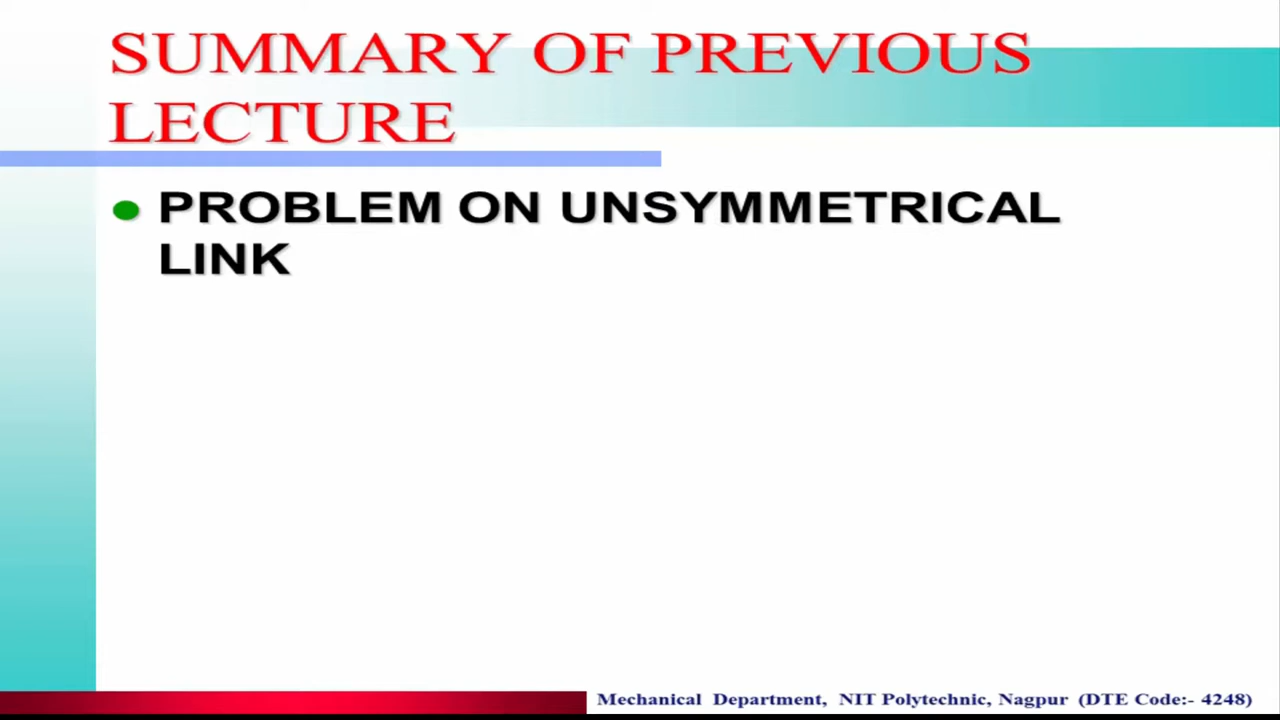 SUMMARY OF PREVIOUS
LECTURE
PROBLEM ON UNSYMMETRICAL
LINK
Mechanical Department, NIT Polytechnic, Nagpur (DTE Code:- 4248)